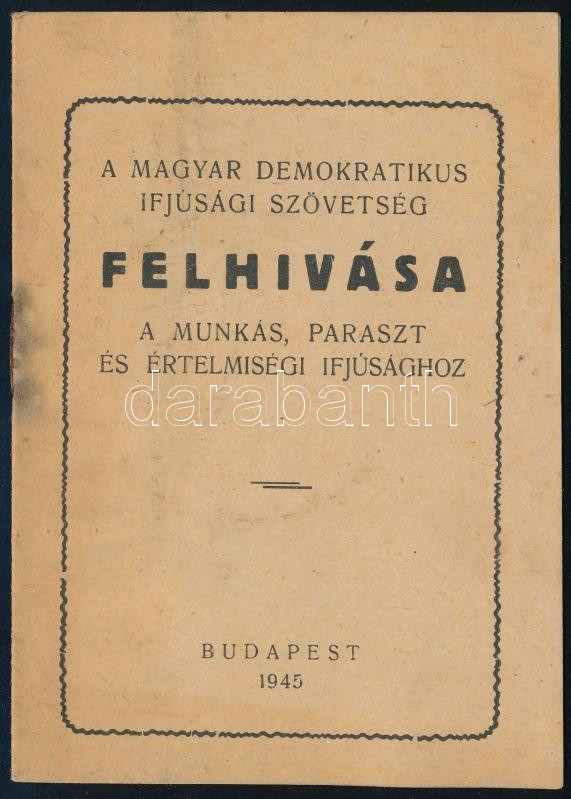 A MAGYAR DEMOKRATIKUS
IFJÚSÁGI SZÖVETSÉG
FELHIVÁSA
A MUNKÁS, PARASZT
ÉS ÉRTELMISÉGI IFJÚSÁGHOZ
darabanth
BUDAPEST
1945